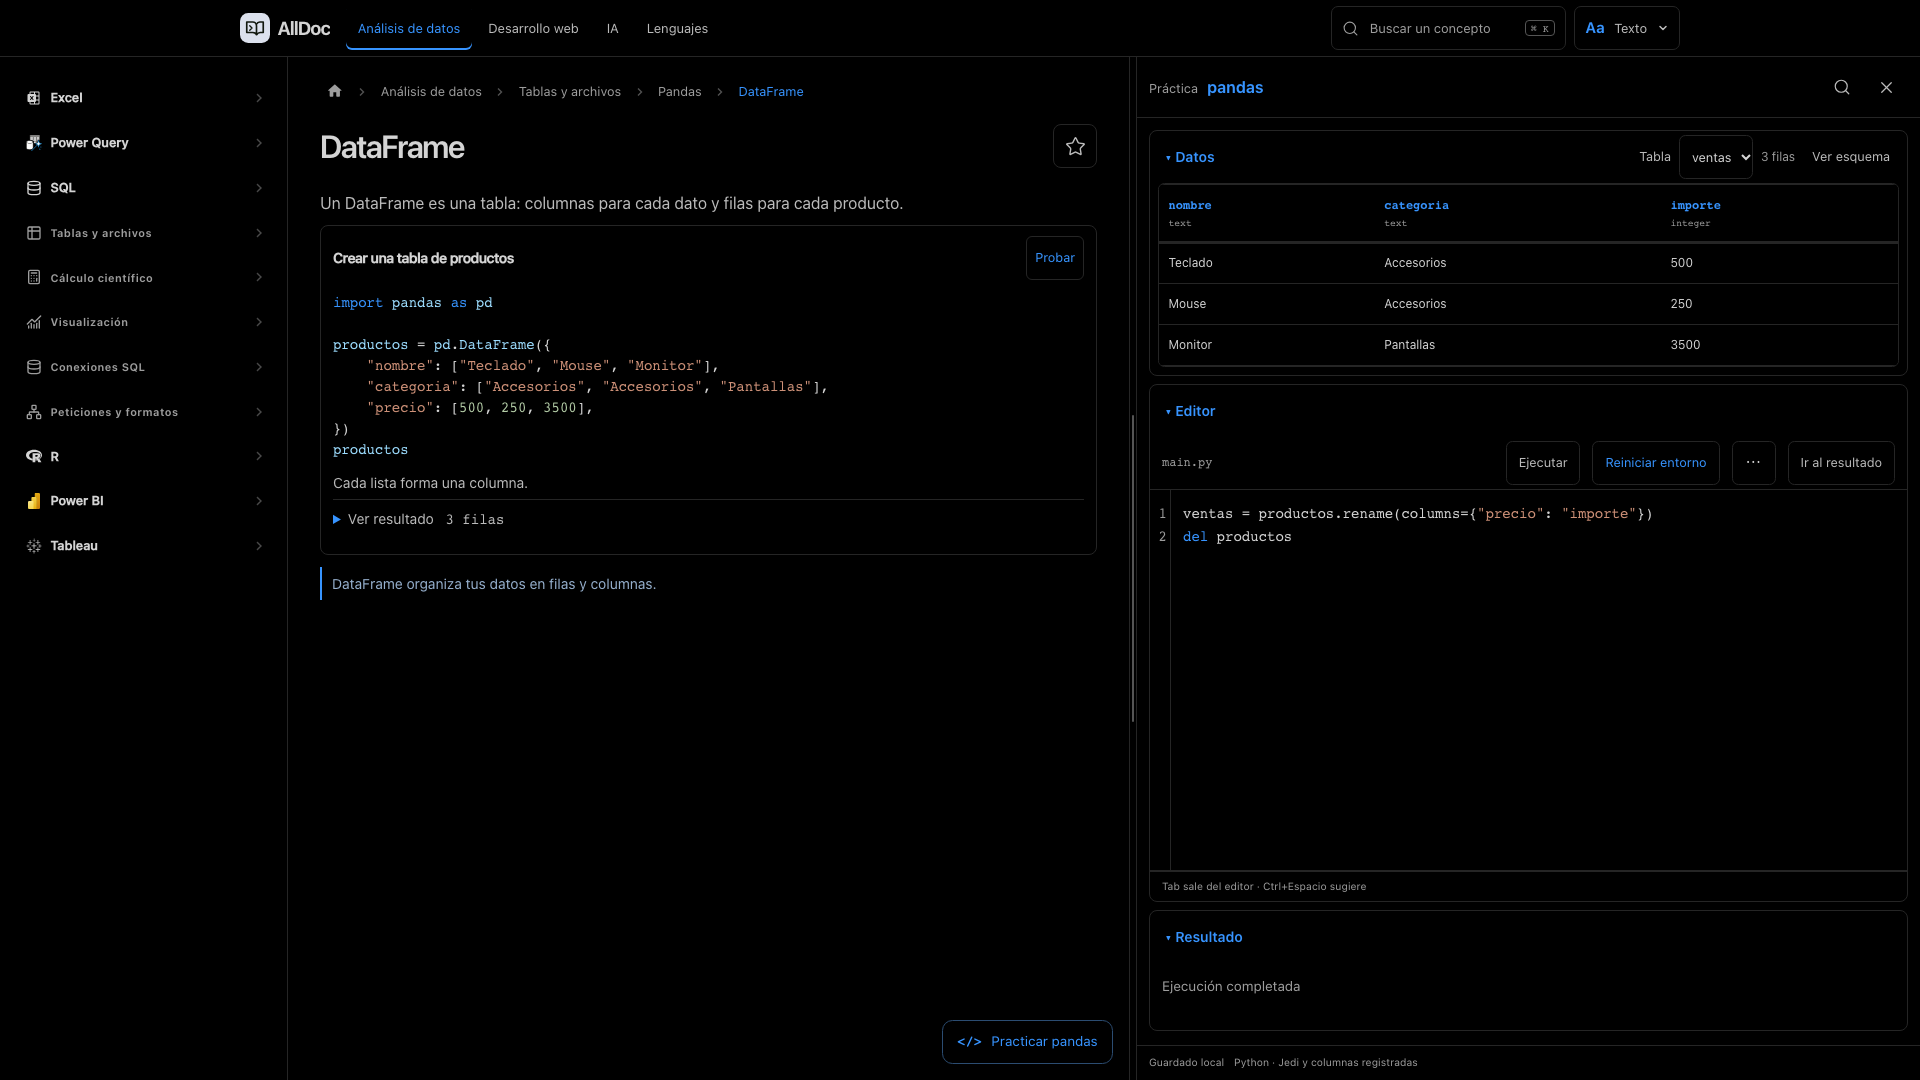 AllDoc
Análisis de datos
Desarrollo web
IA
Lenguajes
Buscar un concepto
⌘ K
Aa Texto
Excel
Power Query
SQL
Tablas y archivos
Cálculo científico
Visualización
Conexiones SQL
Peticiones y formatos
R
Power BI
Tableau
Análisis de datos > Tablas y archivos > Pandas > DataFrame
DataFrame
Un DataFrame es una tabla: columnas para cada dato y filas para cada producto.
Crear una tabla de productos
Probar
import pandas as pd
productos = pd.DataFrame({
"nombre": ["Teclado", "Mouse", "Monitor"],
"categoria": ["Accesorios", "Accesorios", "Pantallas"],
"precio": [500, 250, 3500],
})
productos
Cada lista forma una columna.
Ver resultado 3 filas
DataFrame organiza tus datos en filas y columnas.
</> Practicar pandas
Práctica pandas
Datos
Tabla ventas 3 filas Ver esquema
nombre categoria importe
text text integer
Teclado Accesorios 500
Mouse Accesorios 250
Monitor Pantallas 3500
Editor
main.py
Ejecutar
Reiniciar entorno
···
Ir al resultado
1 ventas = productos.rename(columns={"precio": "importe"})
2 del productos
Tab sale del editor · Ctrl+Espacio sugiere
Resultado
Ejecución completada
Guardado local Python · Jedi y columnas registradas